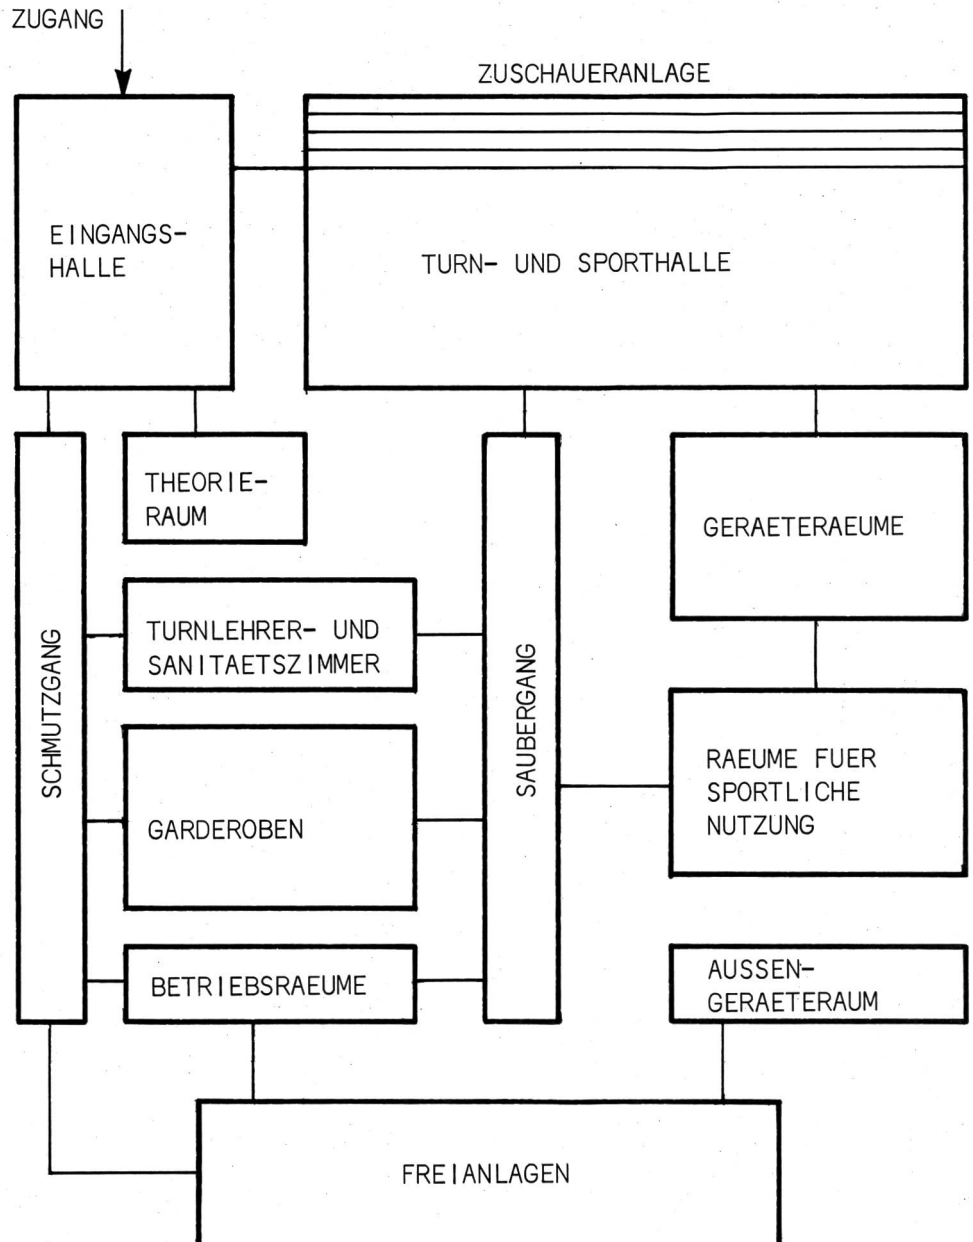 ZUGANG
ZUSCHAUERANLAGE
EINGANGS-
HALLE
TURN- UND SPORTHALLE
THEORIE-
RAUM
GERAETERAEUME
SCHMUTZGANG
TURNLEHRER- UND
SANITAETSZIMMER
SAUBERGANG
GARDEROBEN
RAEUME FUER
SPORTLICHE
NUTZUNG
BETRIEBSRAEUME
AUSSEN-
GERAETERAUM
FREIANLAGEN